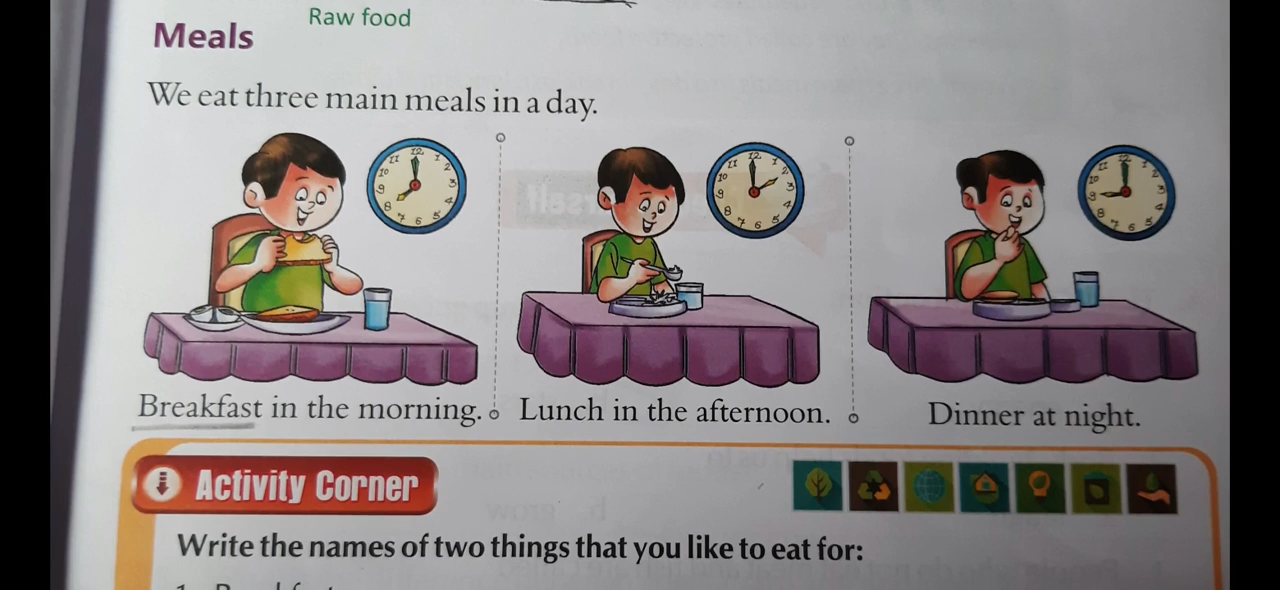 Raw food
Meals
We eat three main meals in a day.
Breakfast in the morning.
Lunch in the afternoon.
Dinner at night.
Activity Corner
Write the names of two things that you like to eat for: